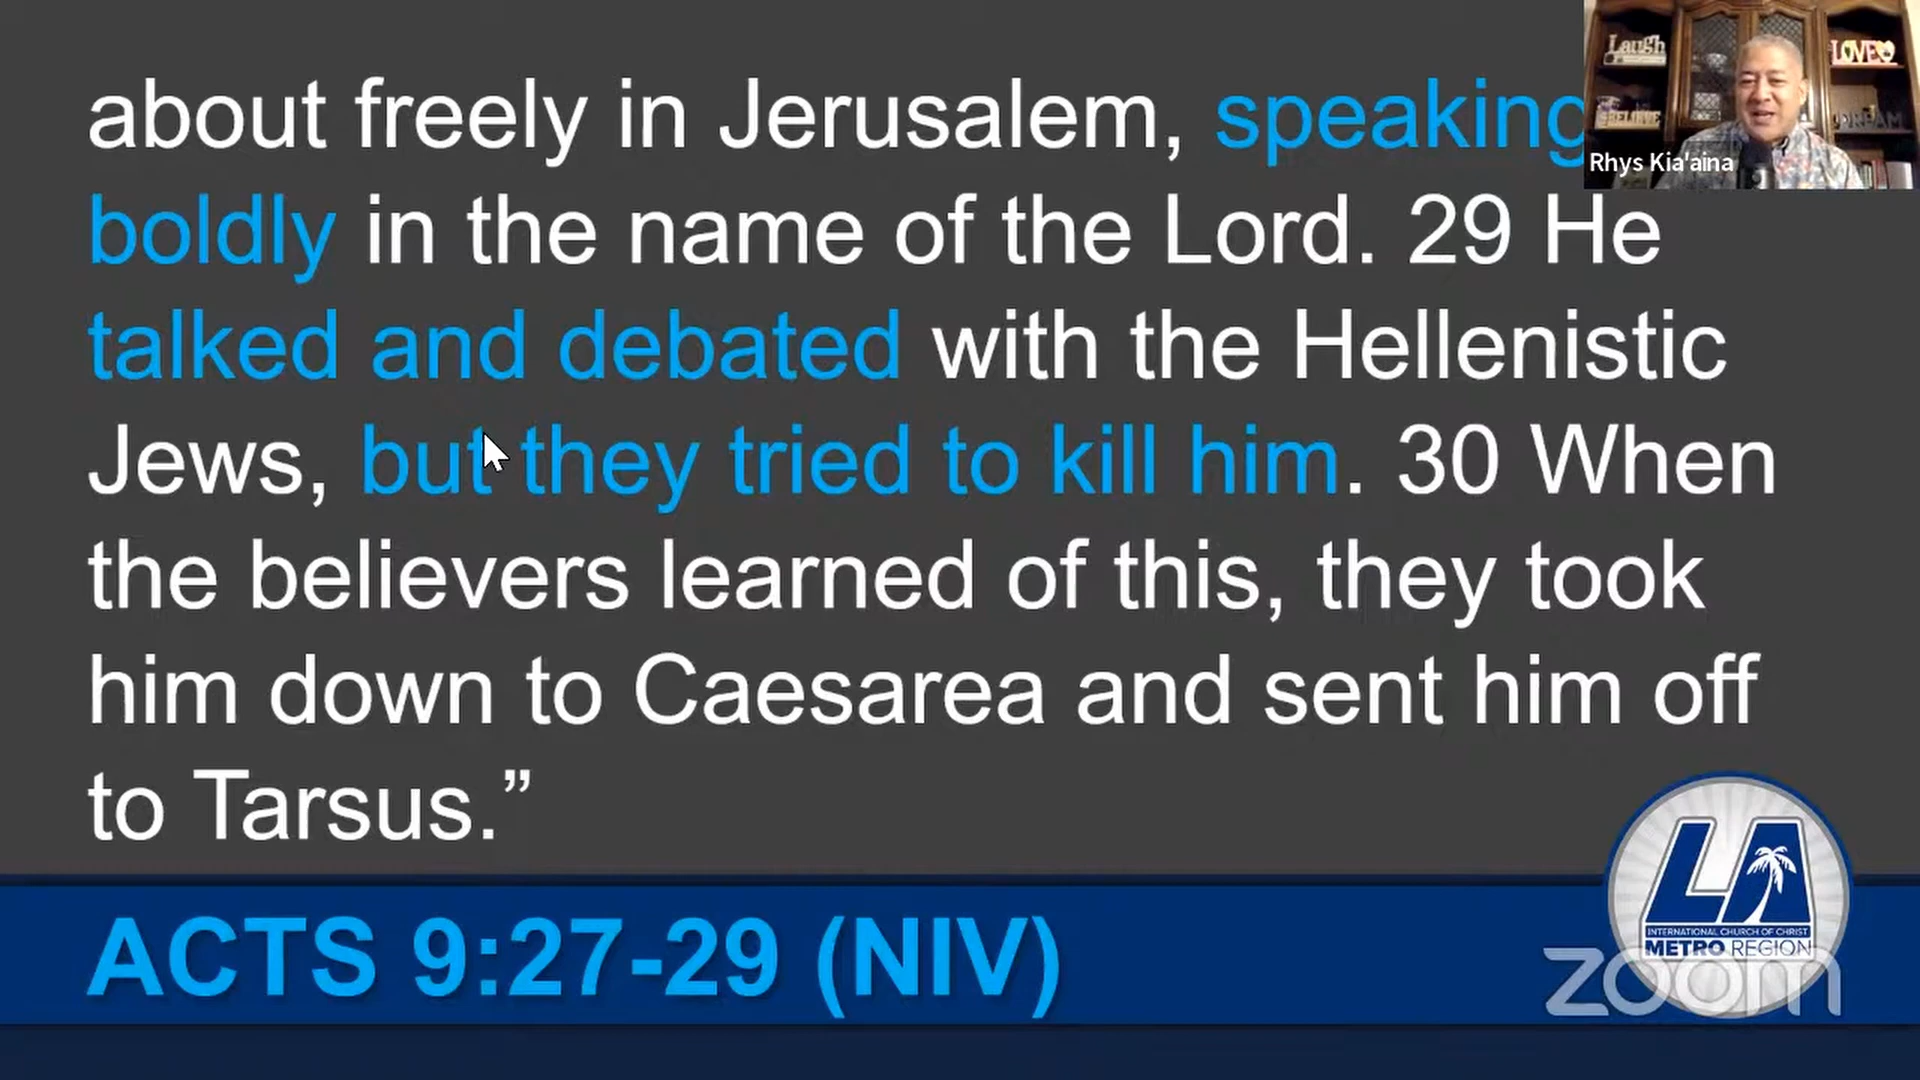 about freely in Jerusalem, speaking
boldly in the name of the Lord. 29 He
talked and debated with the Hellenistic
Jews, but they tried to kill him. 30 When
the believers learned of this, they took
him down to Caesarea and sent him off
to Tarsus.”
ACTS 9:27-29 (NIV)
Laugh
LOVE
BELIEVE
DREAM
Rhys Kia'aina
LA
INTERNATIONAL CHURCH OF CHRIST
METRO REGION
zoom